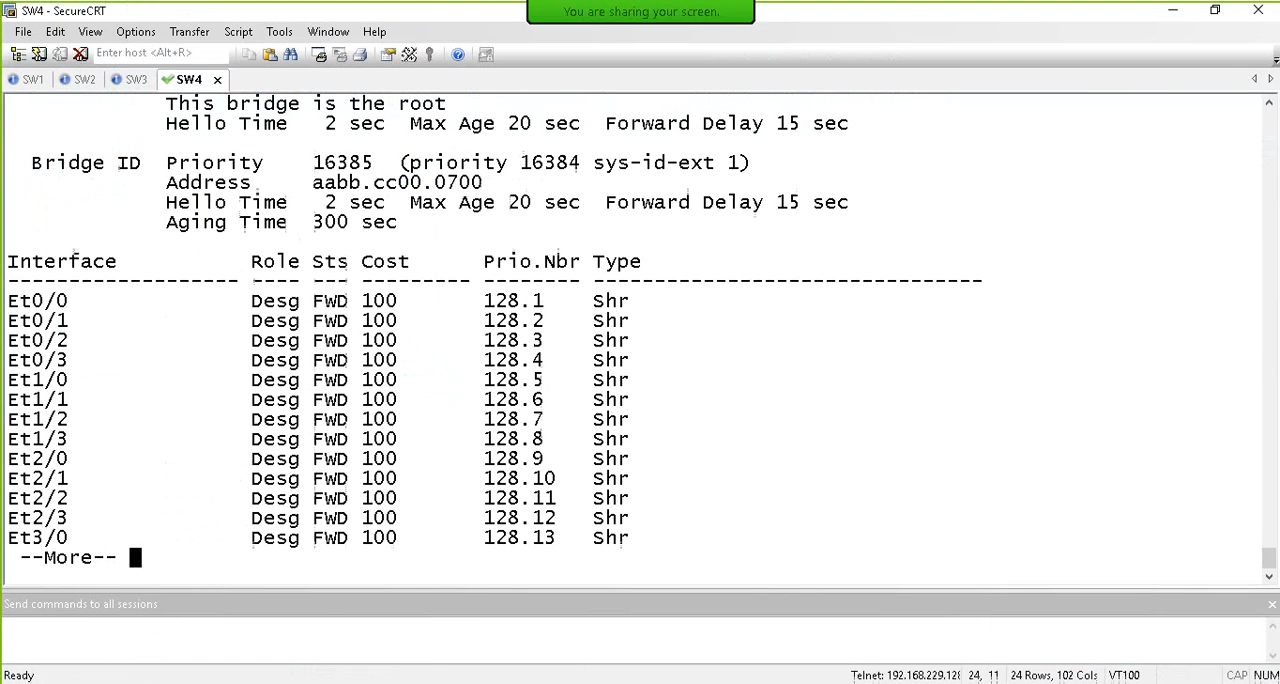 SW4 - SecureCRT
You are sharing your screen.
File Edit View Options Transfer Script Tools Window Help
Enter host <Alt+R>
SW1 SW2 SW3 SW4
This bridge is the root
Hello Time 2 sec Max Age 20 sec Forward Delay 15 sec
Bridge ID Priority 16385 (priority 16384 sys-id-ext 1)
Address aabb.cc00.0700
Hello Time 2 sec Max Age 20 sec Forward Delay 15 sec
Aging Time 300 sec
Interface Role Sts Cost Prio.Nbr Type
------------------- ---- --- --------- -------- --------------------------------
Et0/0 Desg FWD 100 128.1 Shr
Et0/1 Desg FWD 100 128.2 Shr
Et0/2 Desg FWD 100 128.3 Shr
Et0/3 Desg FWD 100 128.4 Shr
Et1/0 Desg FWD 100 128.5 Shr
Et1/1 Desg FWD 100 128.6 Shr
Et1/2 Desg FWD 100 128.7 Shr
Et1/3 Desg FWD 100 128.8 Shr
Et2/0 Desg FWD 100 128.9 Shr
Et2/1 Desg FWD 100 128.10 Shr
Et2/2 Desg FWD 100 128.11 Shr
Et2/3 Desg FWD 100 128.12 Shr
Et3/0 Desg FWD 100 128.13 Shr
--More--
Send commands to all sessions
Ready Telnet: 192.168.229.12 24, 11 24 Rows, 102 Cols VT100 CAP NUM